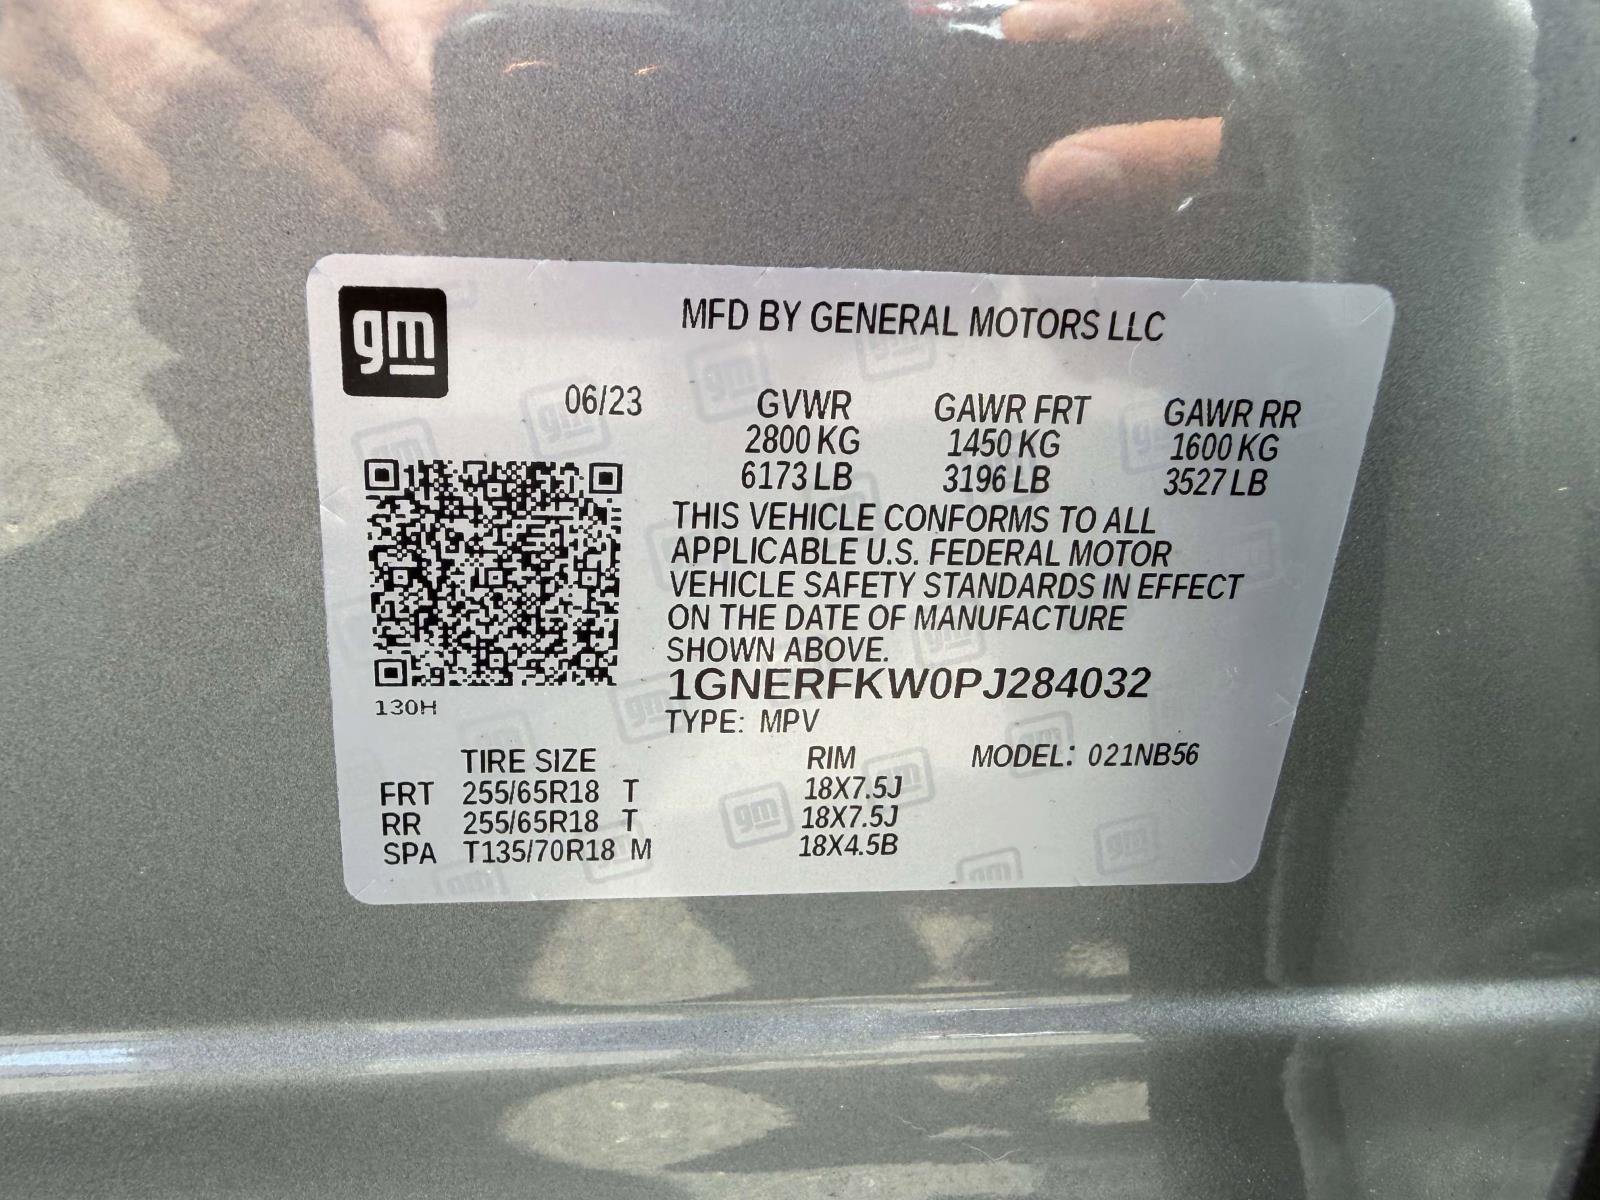 gm
MFD BY GENERAL MOTORS LLC
06/23 GVWR GAWR FRT GAWR RR
2800 KG 1450 KG 1600 KG
6173 LB 3196 LB 3527 LB
THIS VEHICLE CONFORMS TO ALL
APPLICABLE U.S. FEDERAL MOTOR
VEHICLE SAFETY STANDARDS IN EFFECT
ON THE DATE OF MANUFACTURE
SHOWN ABOVE.
1GNERFKW0PJ284032
130H
TYPE: MPV
TIRE SIZE RIM MODEL: 021NB56
FRT 255/65R18 T 18X7.5J
RR 255/65R18 T 18X7.5J
SPA T135/70R18 M 18X4.5B